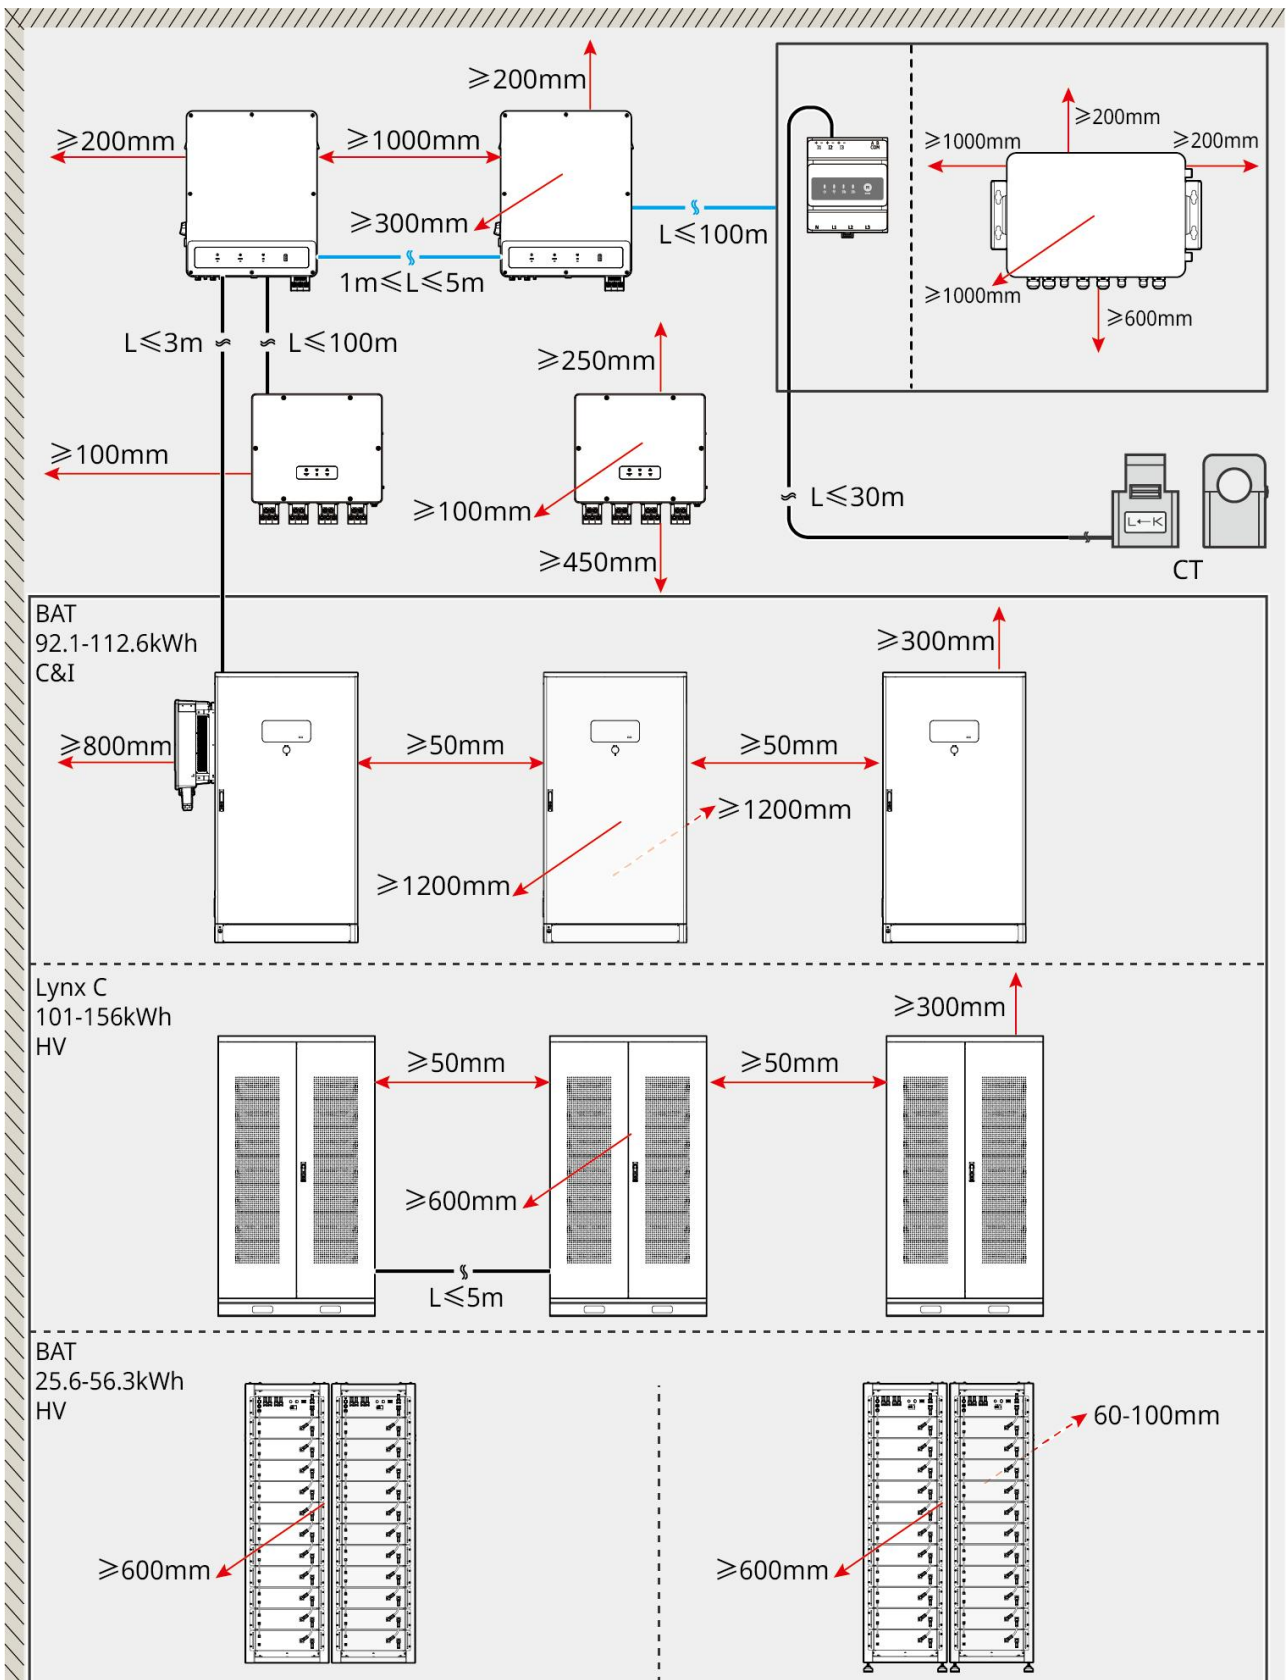 ≥200mm
≥200mm
≥1000mm
≥300mm
L≤100m
1m≤L≤5m
≥200mm
≥1000mm
≥200mm
≥1000mm
≥600mm
L≤3m
L≤100m
≥250mm
≥100mm
≥100mm
≥450mm
L≤30m
L←K
CT
BAT
92.1-112.6kWh
C&I
≥300mm
≥800mm
≥50mm
≥50mm
≥1200mm
≥1200mm
Lynx C
101-156kWh
HV
≥300mm
≥50mm
≥50mm
≥600mm
L≤5m
BAT
25.6-56.3kWh
HV
60-100mm
≥600mm
≥600mm